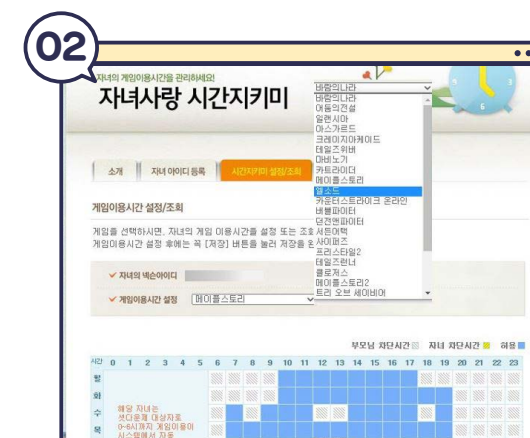 02
자녀의 게임이용시간을 관리하세요!
자녀사랑 시간지키미
바람의나라
바람의나라
어둠의전설
일랜시아
아스가르드
크레이지아케이드
테일즈위버
마비노기
카트라이더
메이플스토리
엘소드
카운터스트라이크 온라인
버블파이터
던전앤파이터
서든어택
사이퍼즈
프리스타일2
테일즈런너
클로저스
메이플스토리2
트리 오브 세이비어
소개
자녀 아이디 등록
시간지키미 설정/조회
게임이용시간 설정/조회
게임을 선택하시면, 자녀의 게임 이용시간을 설정 또는 조회
게임이용시간 설정 후에는 꼭 [저장] 버튼을 눌러 저장을 완
자녀의 넥슨아이디
게임이용시간 설정
메이플스토리
부모님 차단시간 자녀 차단시간 허용
시간 0 1 2 3 4 5 6 7 8 9 10 11 12 13 14 15 16 17 18 19 20 21 22 23
월
화
수
목
해당 자녀는
셧다운제 대상자로
0~6시까지 게임이용이
시스템에서 자동